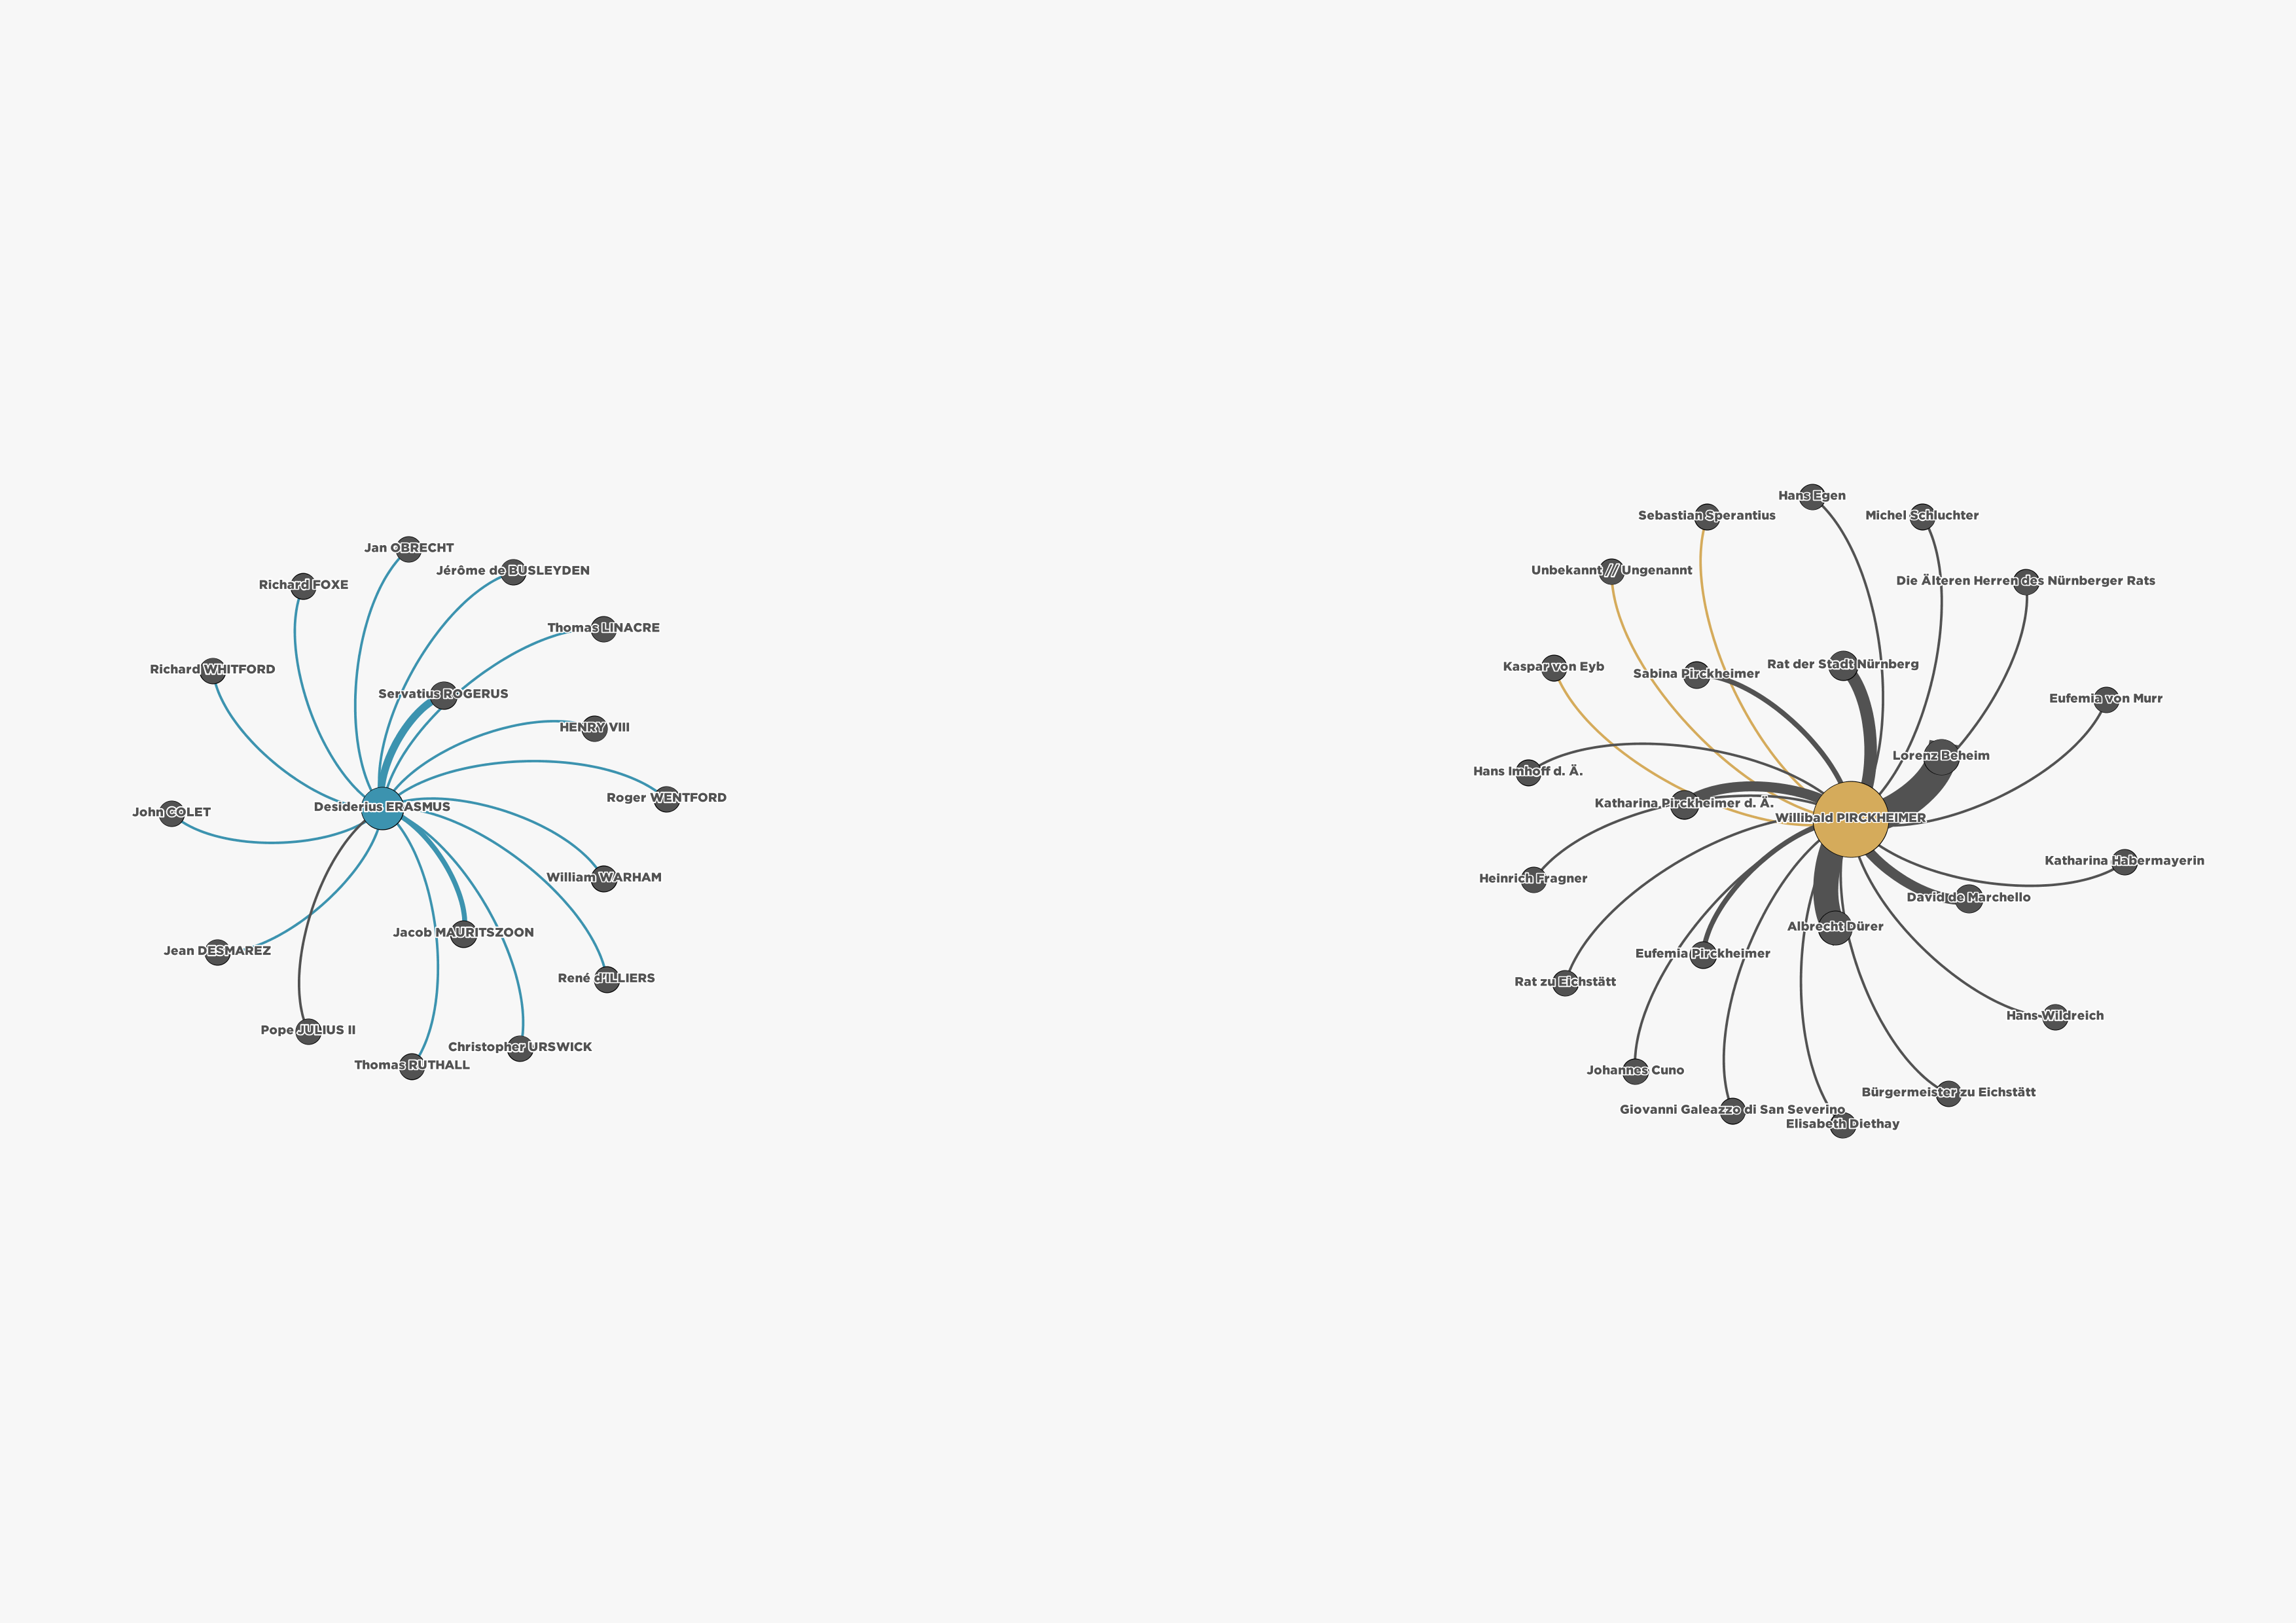 Jan OBRECHT
Jérôme de BUSLEYDEN
Richard FOXE
Thomas LINACRE
Richard WHITFORD
Servatius ROGERUS
HENRY VIII
Roger WENTFORD
Desiderius ERASMUS
John COLET
William WARHAM
Jacob MAURITSZOON
Jean DESMAREZ
René d'ILLIERS
Pope JULIUS II
Christopher URSWICK
Thomas RUTHALL
Hans Egen
Sebastian Sperantius
Michel Schluchter
Unbekannt // Ungenannt
Die Älteren Herren des Nürnberger Rats
Kaspar von Eyb
Sabina Pirckheimer
Rat der Stadt Nürnberg
Eufemia von Murr
Lorenz Beheim
Hans Imhoff d. Ä.
Katharina Pirckheimer d. Ä.
Willibald PIRCKHEIMER
Katharina Habermayerin
Heinrich Fragner
David de Marchello
Albrecht Dürer
Eufemia Pirckheimer
Rat zu Eichstätt
Hans Wildreich
Johannes Cuno
Bürgermeister zu Eichstätt
Giovanni Galeazzo di San Severino
Elisabeth Diethay